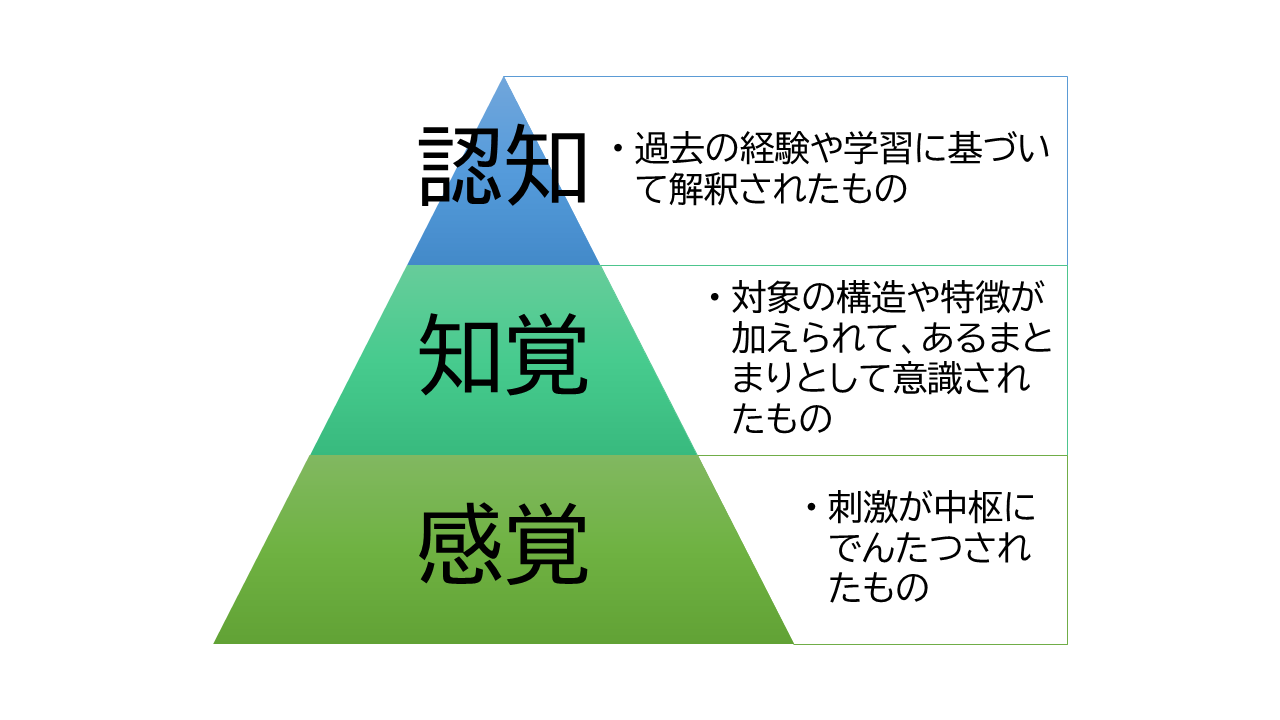 認知
・過去の経験や学習に基づい
て解釈されたもの
知覚
・対象の構造や特徴が
加えられて、あるまと
まりとして意識され
たもの
感覚
・刺激が中枢に
でんたつされ
たもの